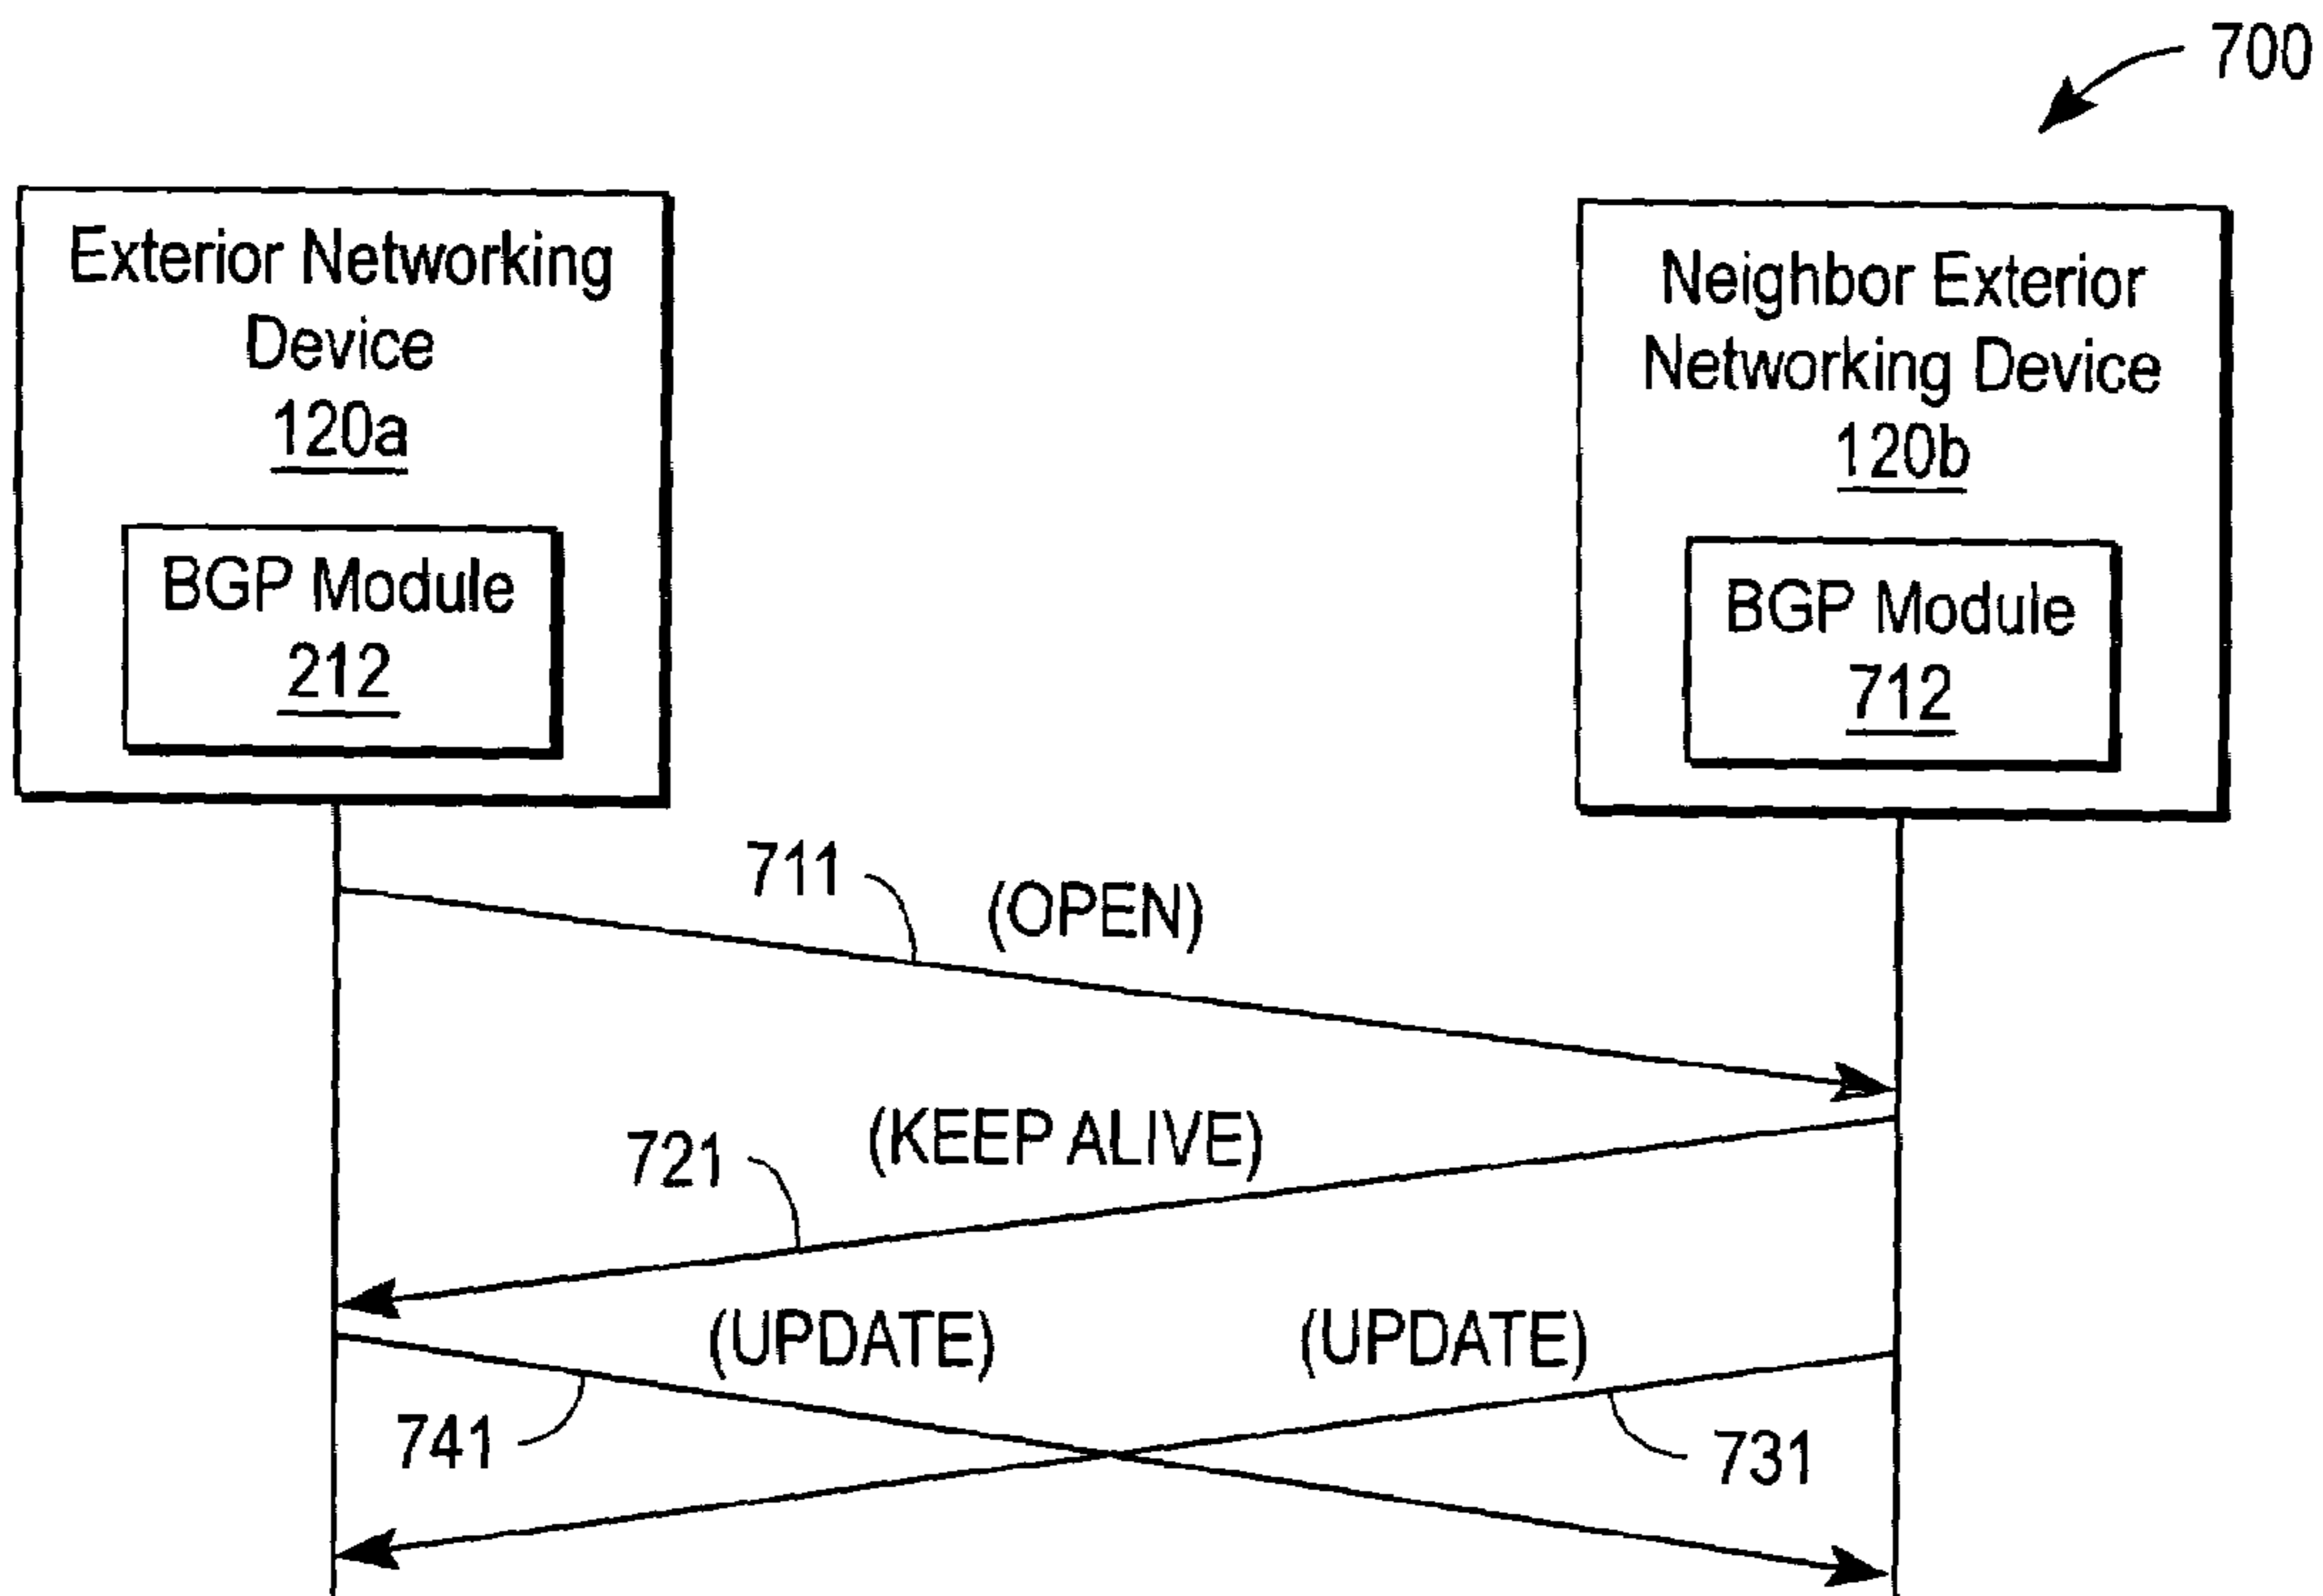 700
Exterior Networking
Device
120a
BGP Module
212
Neighbor Exterior
Networking Device
120b
BGP Module
712
711
(OPEN)
(KEEP ALIVE)
721
(UPDATE)
(UPDATE)
741
731